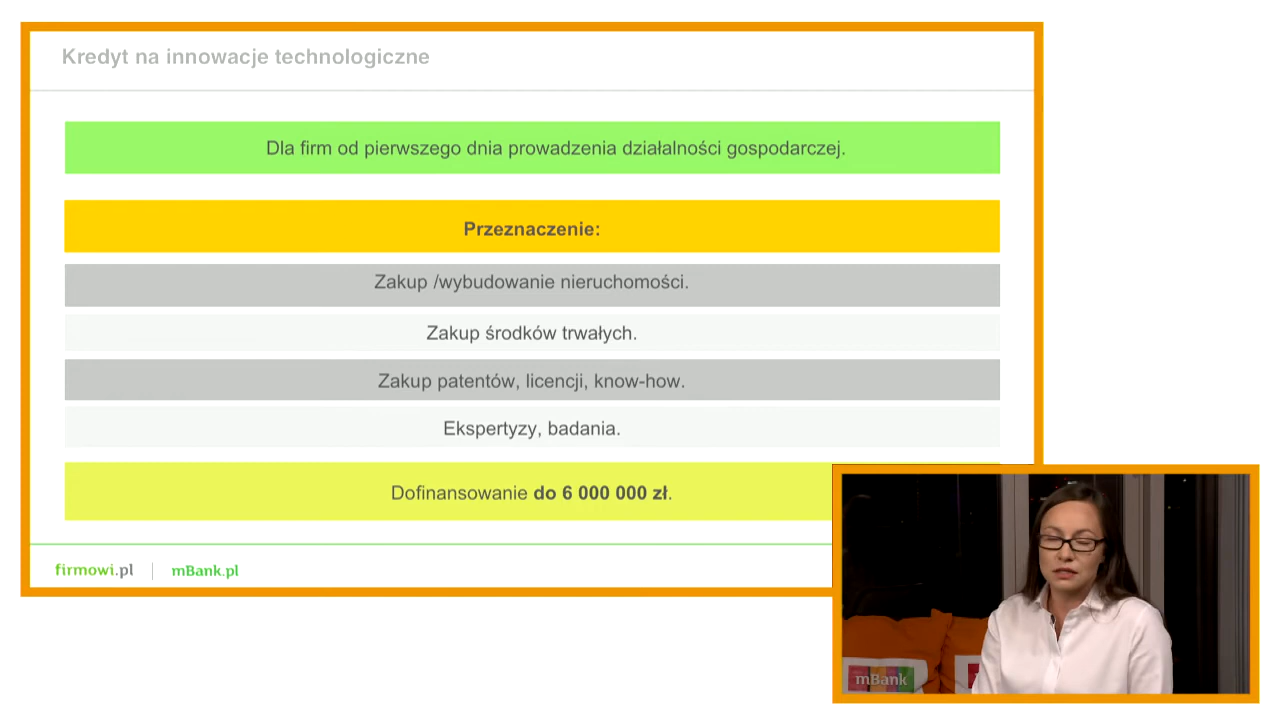 Kredyt na innowacje technologiczne
Dla firm od pierwszego dnia prowadzenia działalności gospodarczej.
Przeznaczenie:
Zakup /wybudowanie nieruchomości.
Zakup środków trwałych.
Zakup patentów, licencji, know-how.
Ekspertyzy, badania.
Dofinansowanie do 6 000 000 zł.
firmowi.pl
mBank.pl
mBank